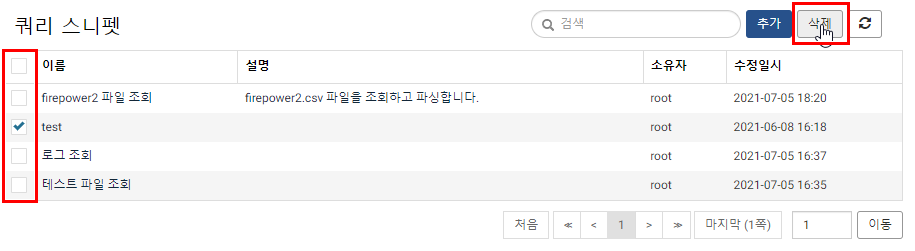 쿼리 스니펫
검색
추가
삭제
이름 설명 소유자 수정일시
firepower2 파일 조회 firepower2.csv 파일을 조회하고 파싱합니다. root 2021-07-05 18:20
test root 2021-06-08 16:18
로그 조회 root 2021-07-05 16:37
테스트 파일 조회 root 2021-07-05 16:35
처음 ≪ < 1 > ≫ 마지막 (1쪽) 1 이동